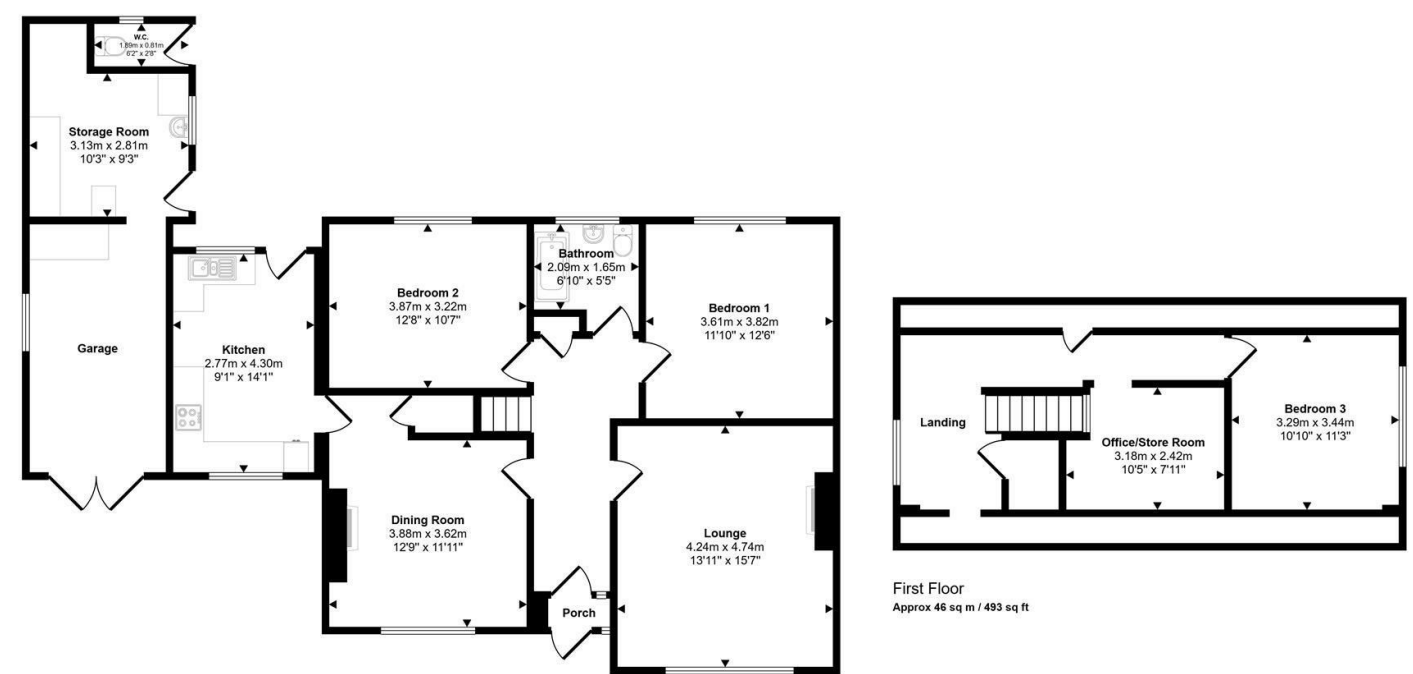 W.C.
1.89m x 0.81m
6'2" x 2'8"
Storage Room
3.13m x 2.81m
10'3" x 9'3"
Garage
Kitchen
2.77m x 4.30m
9'1" x 14'1"
Bedroom 2
3.87m x 3.22m
12'8" x 10'7"
Bathroom
2.09m x 1.65m
6'10" x 5'5"
Bedroom 1
3.61m x 3.82m
11'10" x 12'6"
Dining Room
3.88m x 3.62m
12'9" x 11'11"
Lounge
4.24m x 4.74m
13'11" x 15'7"
Porch
Landing
Office/Store Room
3.18m x 2.42m
10'5" x 7'11"
Bedroom 3
3.29m x 3.44m
10'10" x 11'3"
First Floor
Approx 46 sq m / 493 sq ft